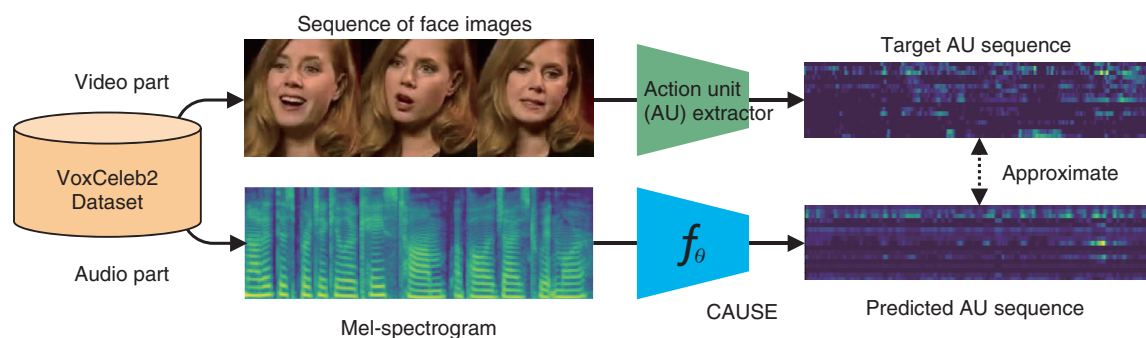 Sequence of face images
Target AU sequence
Video part
Action unit
(AU) extractor
VoxCeleb2
Dataset
Approximate
fθ
Audio part
CAUSE
Predicted AU sequence
Mel-spectrogram